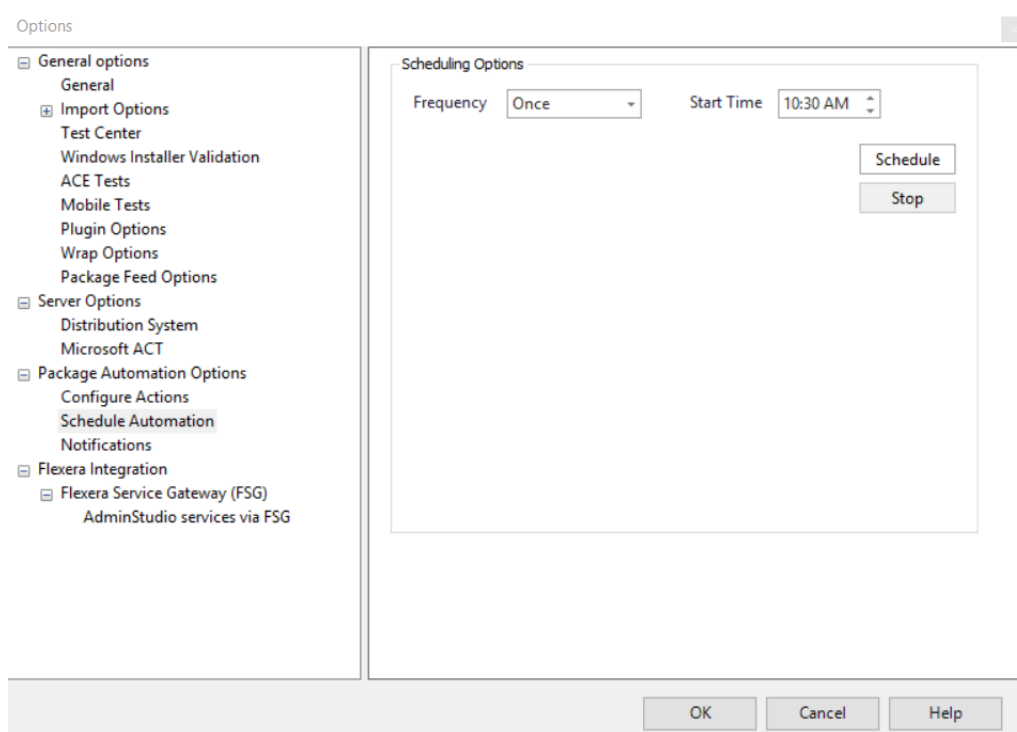 Options
General options
General
Import Options
Test Center
Windows Installer Validation
ACE Tests
Mobile Tests
Plugin Options
Wrap Options
Package Feed Options
Server Options
Distribution System
Microsoft ACT
Package Automation Options
Configure Actions
Schedule Automation
Notifications
Flexera Integration
Flexera Service Gateway (FSG)
AdminStudio services via FSG
Scheduling Options
Frequency Once Start Time 10:30 AM
Schedule
Stop
OK Cancel Help